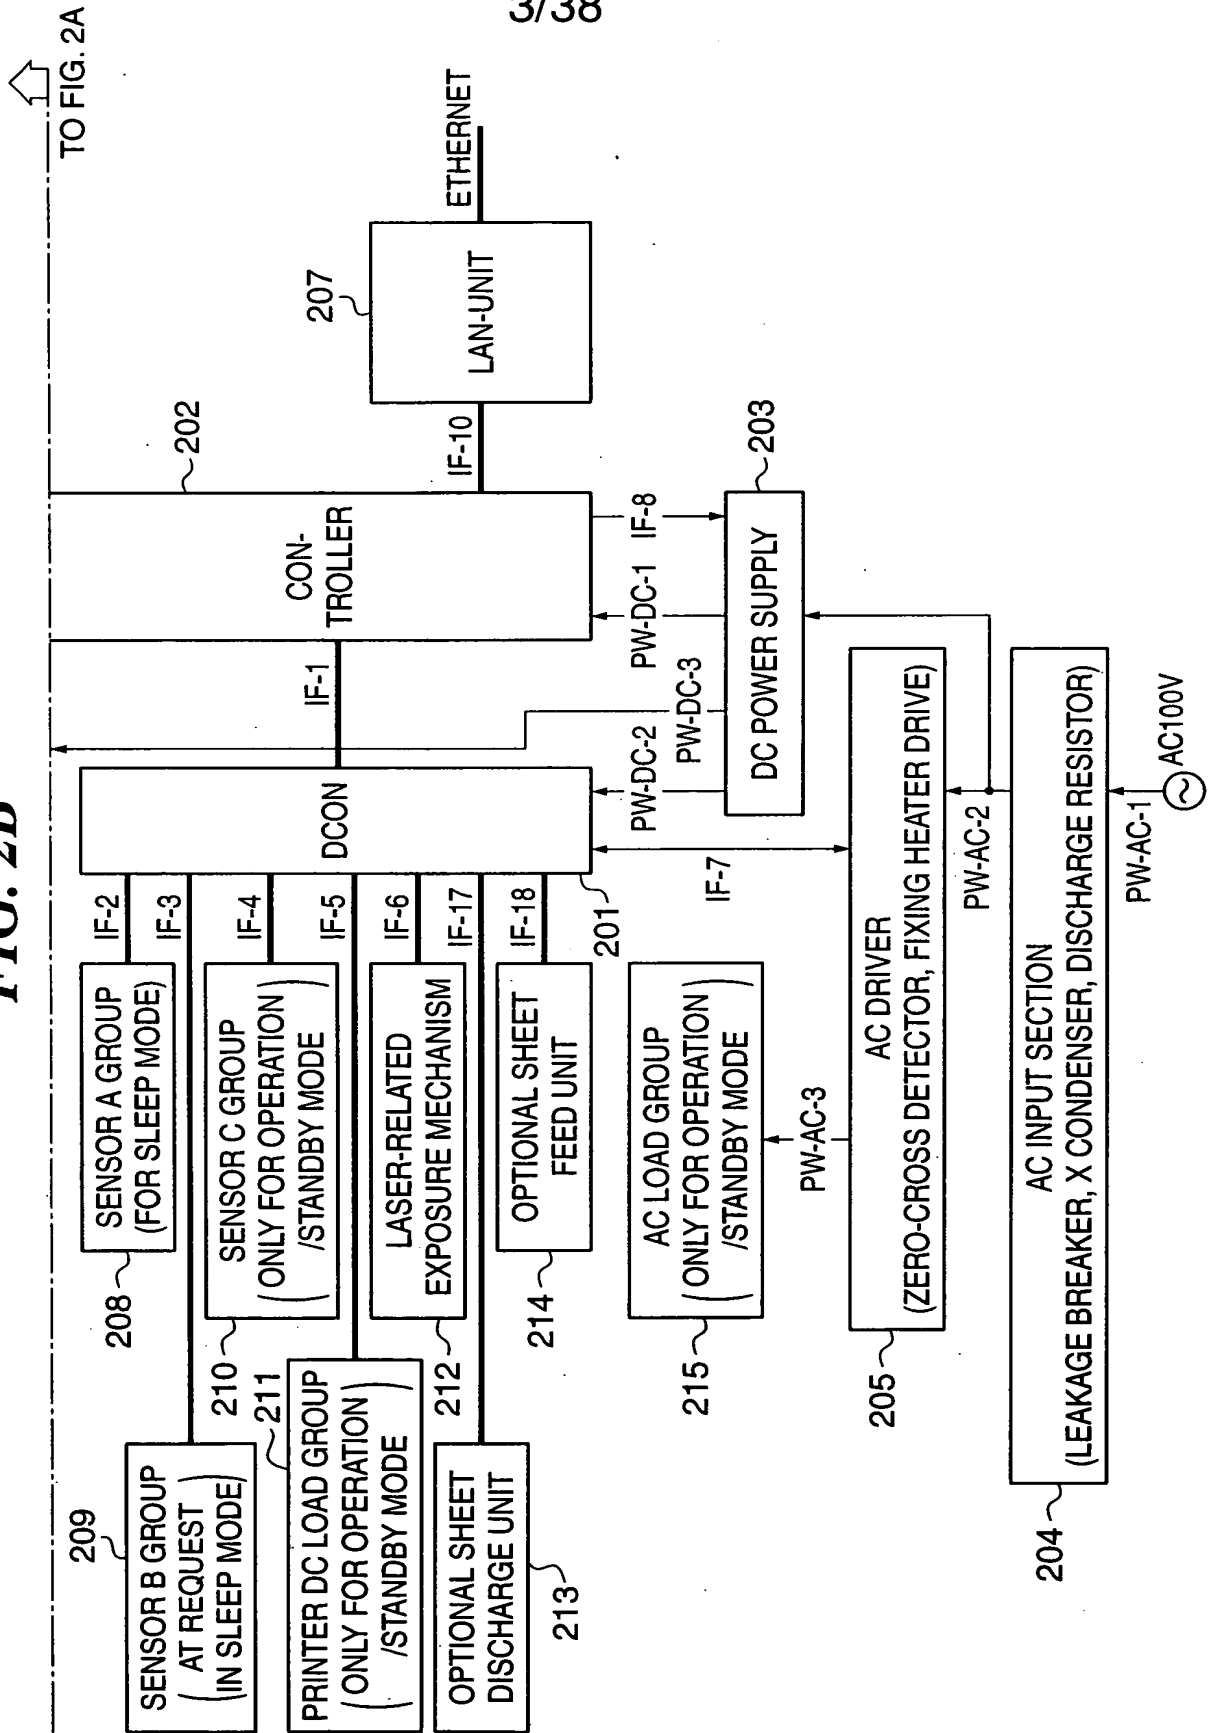 3/38
FIG. 2B
TO FIG. 2A
209
SENSOR B GROUP
(AT REQUEST
IN SLEEP MODE)
208
SENSOR A GROUP
(FOR SLEEP MODE)
IF-2
IF-3
210
SENSOR C GROUP
(ONLY FOR OPERATION
/STANDBY MODE)
IF-4
211
PRINTER DC LOAD GROUP
(ONLY FOR OPERATION
/STANDBY MODE)
IF-5
212
LASER-RELATED
EXPOSURE MECHANISM
IF-6
213
OPTIONAL SHEET
DISCHARGE UNIT
IF-17
214
OPTIONAL SHEET
FEED UNIT
IF-18
DCON
201
IF-1
CON-
TROLLER
202
IF-10
LAN-UNIT
207
ETHERNET
IF-7
PW-DC-2
PW-DC-3
PW-DC-1
IF-8
DC POWER SUPPLY
203
215
AC LOAD GROUP
(ONLY FOR OPERATION
/STANDBY MODE)
PW-AC-3
205
AC DRIVER
(ZERO-CROSS DETECTOR, FIXING HEATER DRIVE)
PW-AC-2
204
AC INPUT SECTION
(LEAKAGE BREAKER, X CONDENSER, DISCHARGE RESISTOR)
PW-AC-1
AC100V